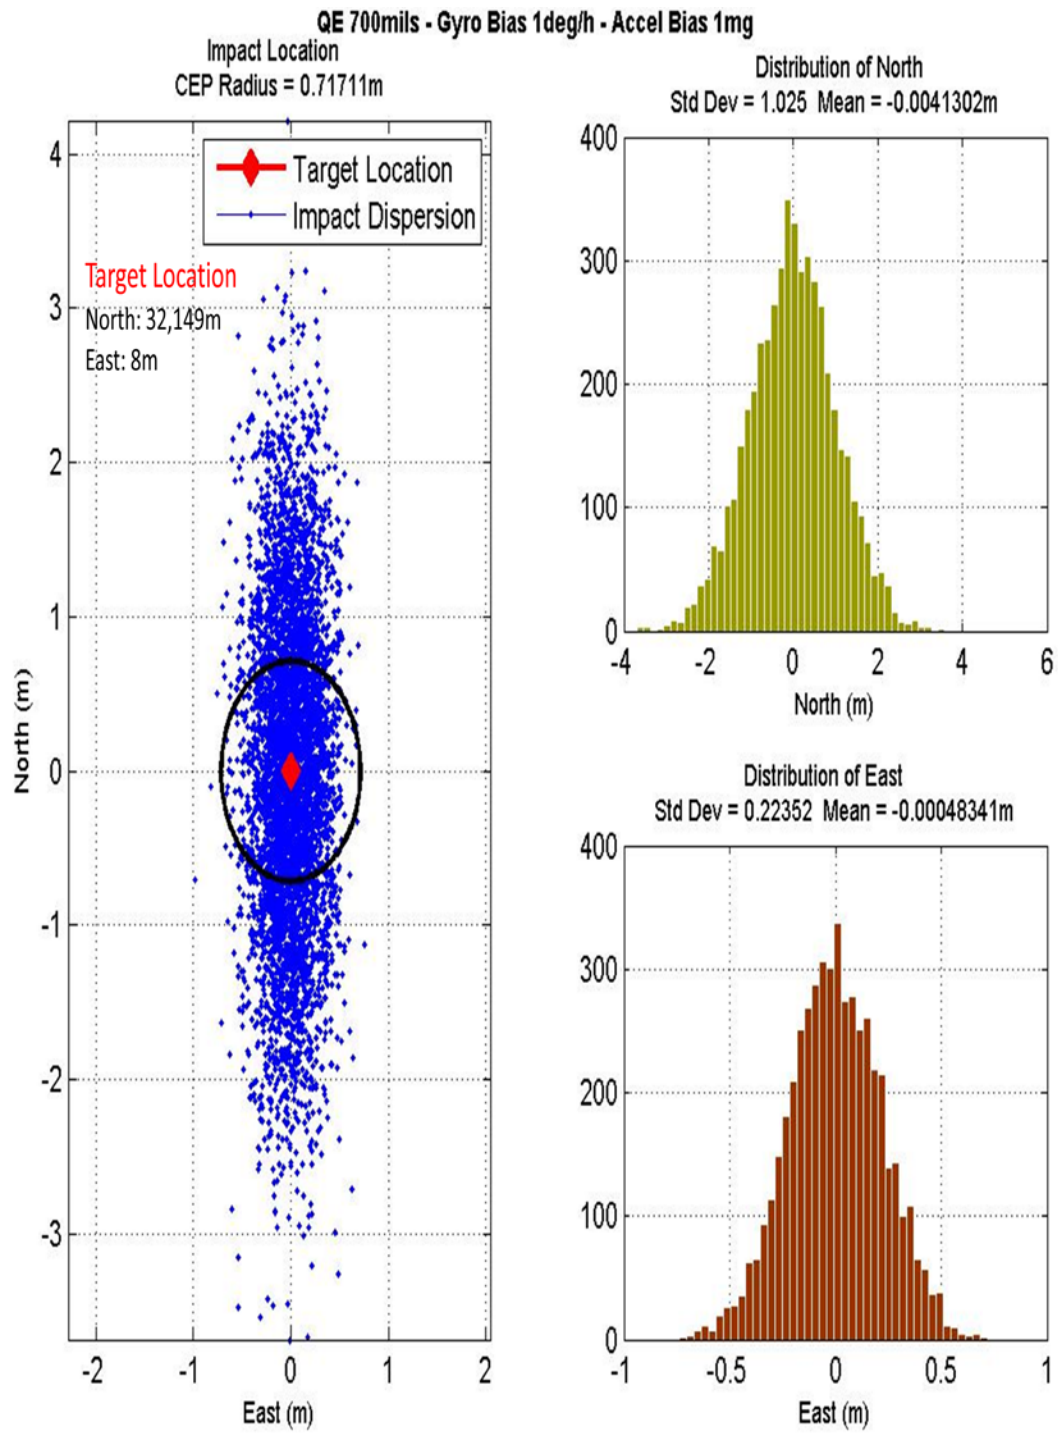 QE 700mils - Gyro Bias 1deg/h - Accel Bias 1mg
Impact Location
CEP Radius = 0.71711m
4
3
2
1
0
-1
-2
-3
-2
-1
0
1
2
North (m)
East (m)
Target Location
Impact Dispersion
Target Location
North: 32,149m
East: 8m
Distribution of North
Std Dev = 1.025 Mean = -0.0041302m
400
300
200
100
0
-4
-2
0
2
4
6
North (m)
Distribution of East
Std Dev = 0.22352 Mean = -0.00048341m
400
300
200
100
0
-1
-0.5
0
0.5
1
East (m)